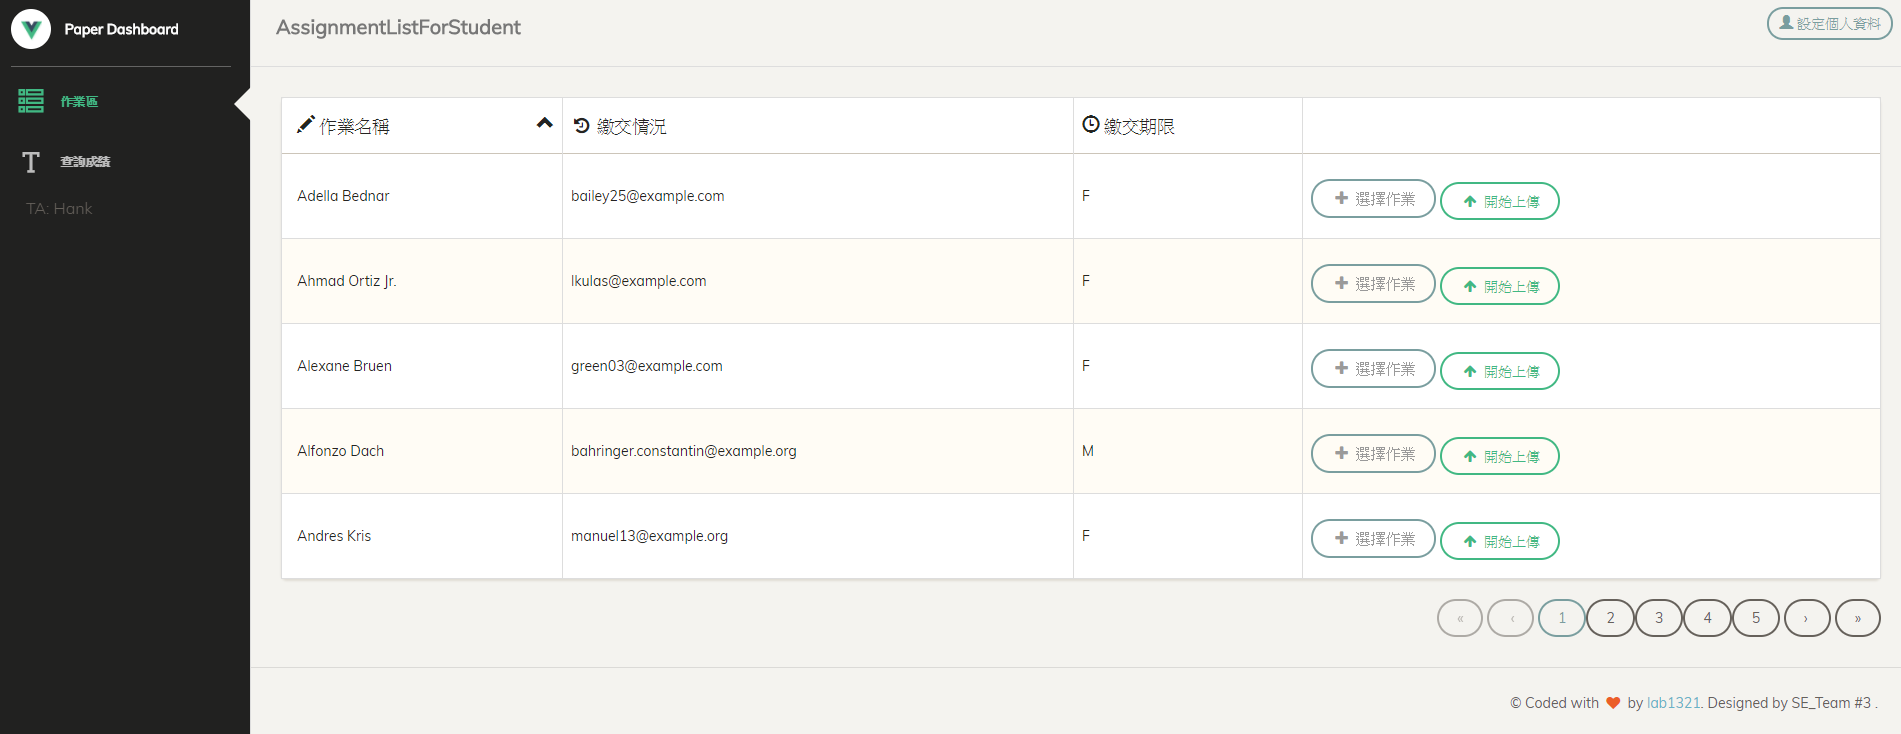 Paper Dashboard
AssignmentListForStudent
設定個人資料
作業區
查詢成績
TA: Hank
作業名稱 繳交情況 繳交期限
Adella Bednar bailey25@example.com F 選擇作業 開始上傳
Ahmad Ortiz Jr. lkulas@example.com F 選擇作業 開始上傳
Alexane Bruen green03@example.com F 選擇作業 開始上傳
Alfonzo Dach bahringer.constantin@example.org M 選擇作業 開始上傳
Andres Kris manuel13@example.org F 選擇作業 開始上傳
« ‹ 1 2 3 4 5 › »
© Coded with by lab1321. Designed by SE_Team #3 .